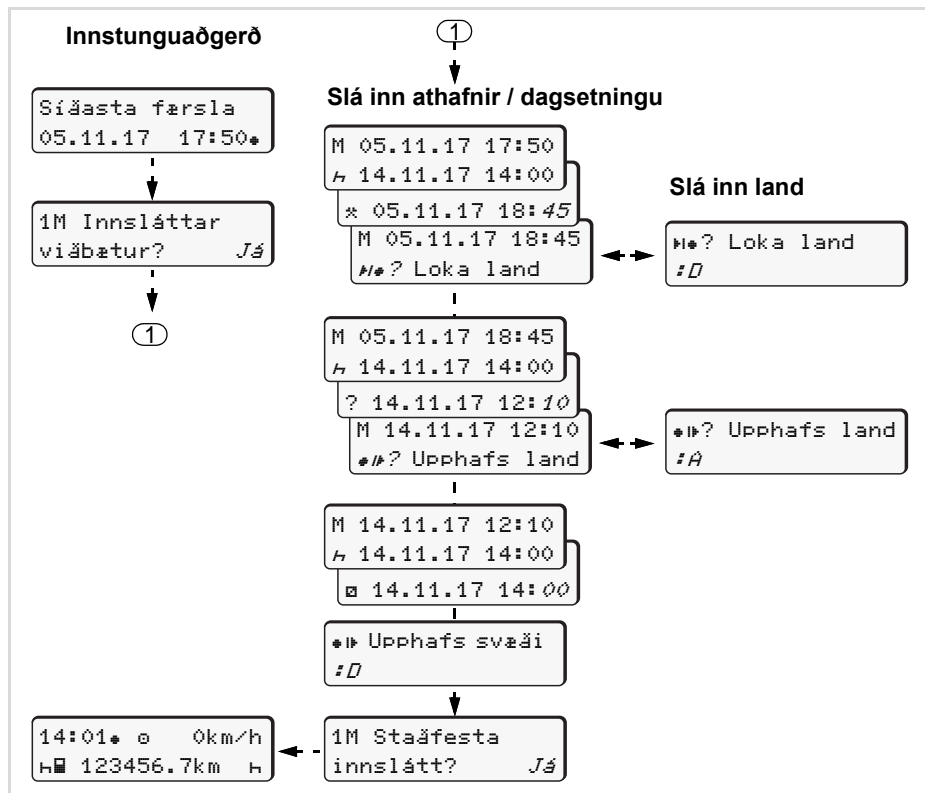 Innstunguaðgerð
Síðasta færsla
05.11.17 17:50
1M Innsláttar
viðbætur? Já
1
1
Slá inn athafnir / dagsetningu
M 05.11.17 17:50
14.11.17 14:00
05.11.17 18:45
M 05.11.17 18:45
? Loka land
Slá inn land
? Loka land
:D
M 05.11.17 18:45
14.11.17 14:00
? 14.11.17 12:10
M 14.11.17 12:10
? Upphafs land
? Upphafs land
:A
M 14.11.17 12:10
14.11.17 14:00
14.11.17 14:00
Upphafs svæði
:D
1M Staðfesta
innslátt? Já
14:01 0km/h
123456.7km